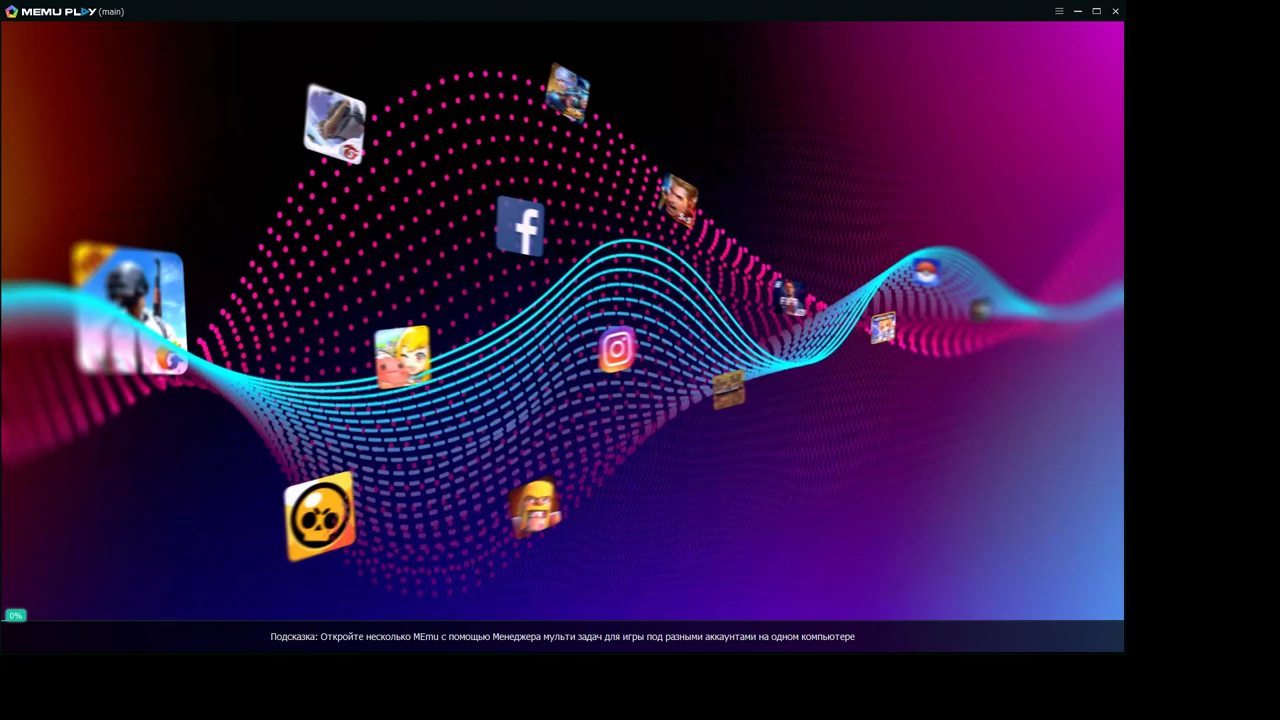 MEMU PLAY (main)
0%
Подсказка: Откройте несколько MEmu с помощью Менеджера мульти задач для игры под разными аккаунтами на одном компьютере